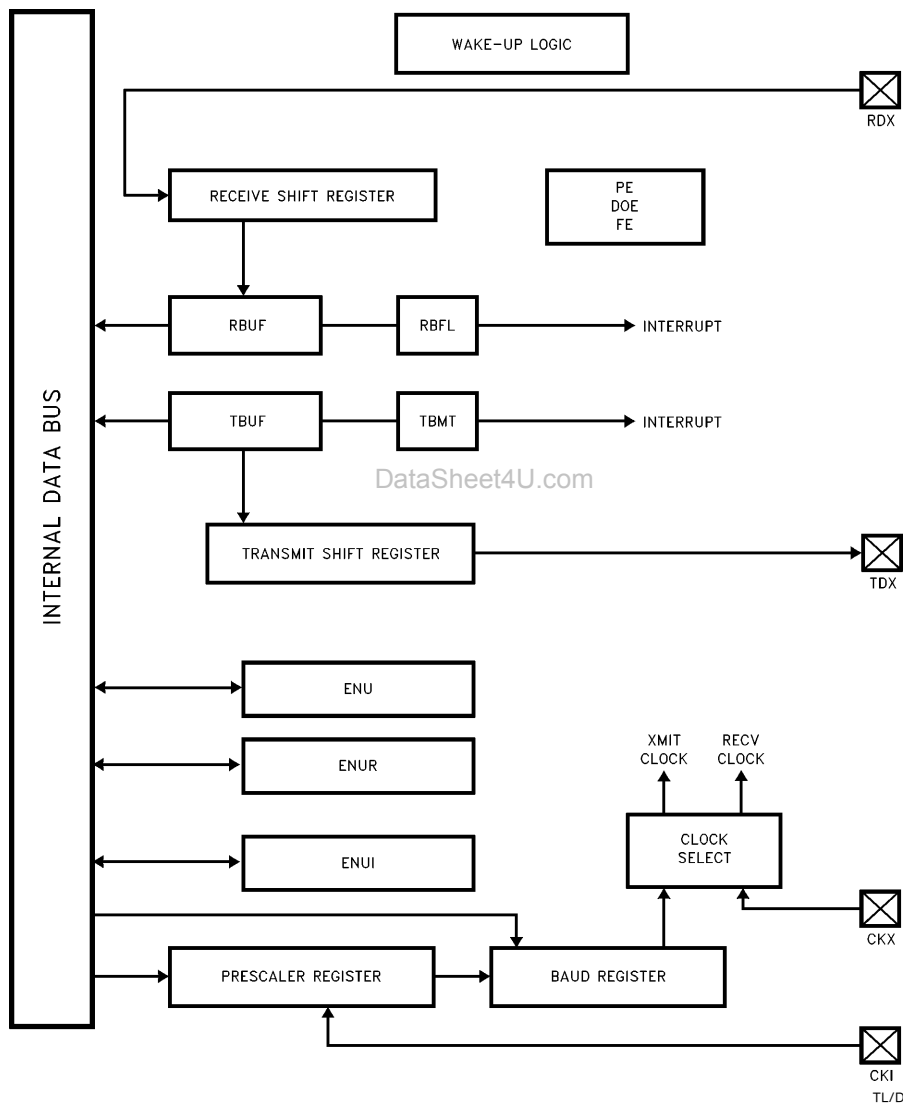 WAKE-UP LOGIC
RDX
RECEIVE SHIFT REGISTER
PE
DOE
FE
RBUF
RBFL
INTERRUPT
INTERNAL DATA BUS
TBUF
TBMT
INTERRUPT
DataSheet4U.com
TRANSMIT SHIFT REGISTER
TDX
ENU
ENUR
XMIT
CLOCK
RECV
CLOCK
CLOCK
SELECT
ENUI
CKX
PRESCALER REGISTER
BAUD REGISTER
CKI
TL/D